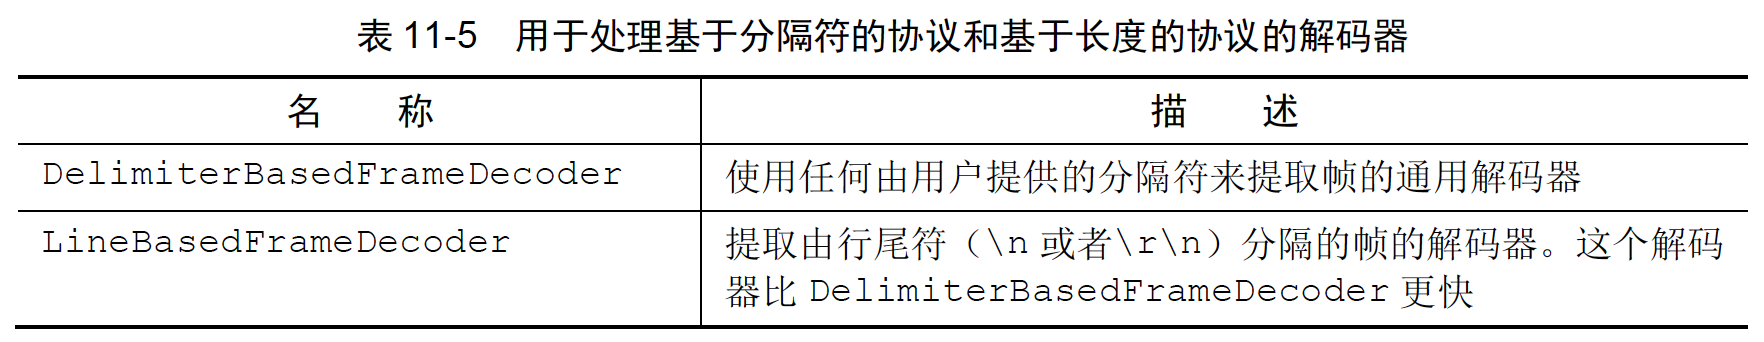 表 11-5 用于处理基于分隔符的协议和基于长度的协议的解码器
名 称
描 述
DelimiterBasedFrameDecoder
使用任何由用户提供的分隔符来提取帧的通用解码器
LineBasedFrameDecoder
提取由行尾符（\n 或者\r\n）分隔的帧的解码器。这个解码
器比 DelimiterBasedFrameDecoder 更快